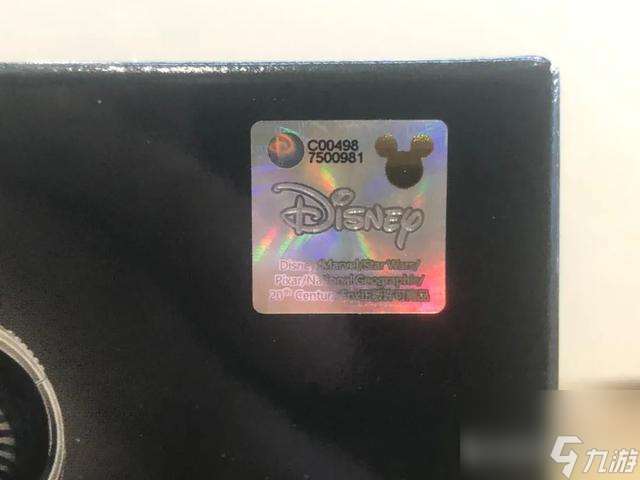 C00498
7500981
Disney
Disney/Marvel/Star Wars/
Pixar/National Geographic/
20th Century
九游